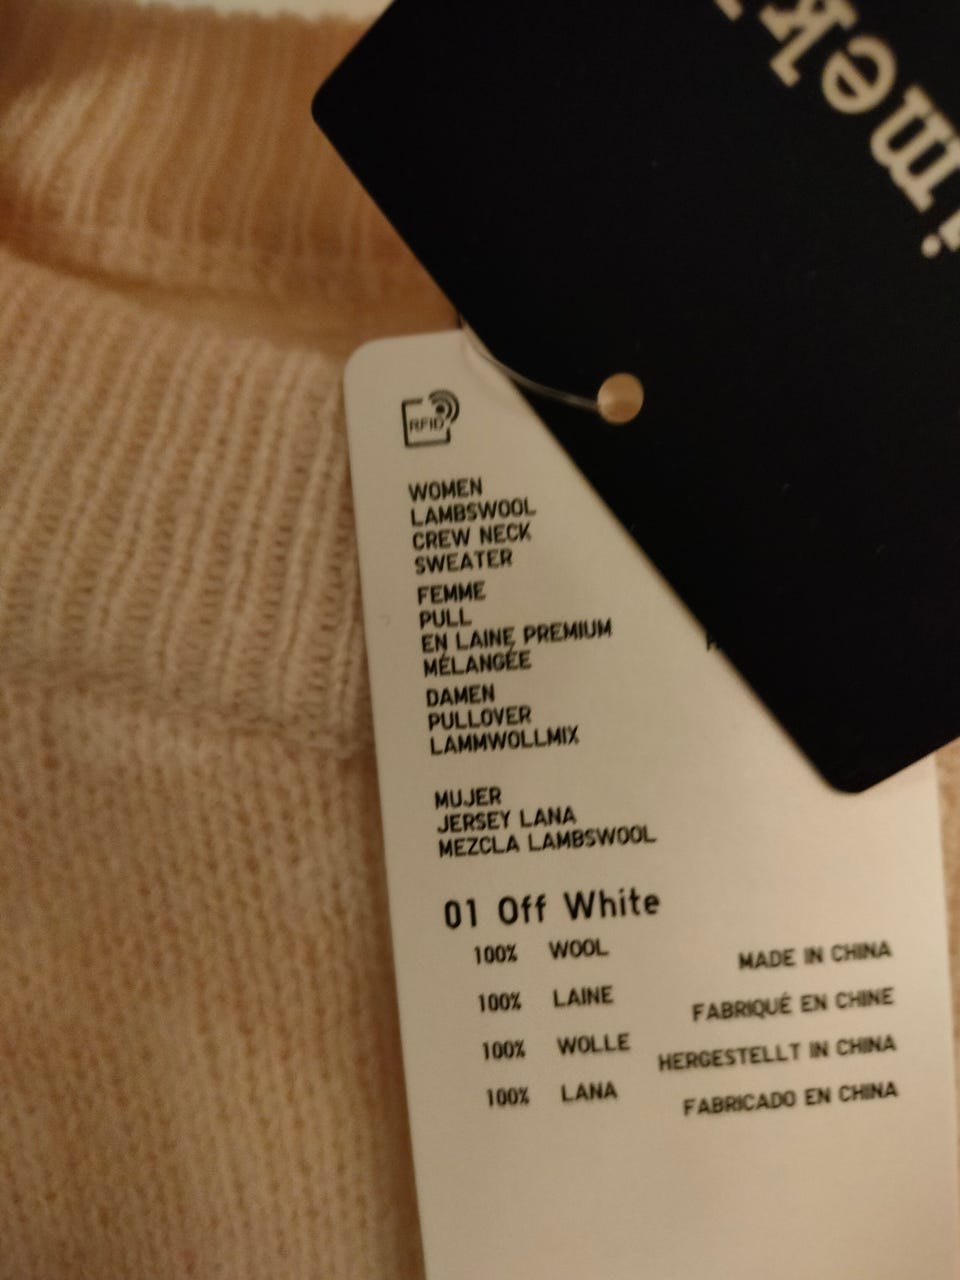 RFID
WOMEN
LAMBSWOOL
CREW NECK
SWEATER
FEMME
PULL
EN LAINE PREMIUM
MÉLANGÉE
DAMEN
PULLOVER
LAMMWOLLMIX
MUJER
JERSEY LANA
MEZCLA LAMBSWOOL
01 Off White
100% WOOL MADE IN CHINA
100% LAINE FABRIQUÉ EN CHINE
100% WOLLE HERGESTELLT IN CHINA
100% LANA FABRICADO EN CHINA